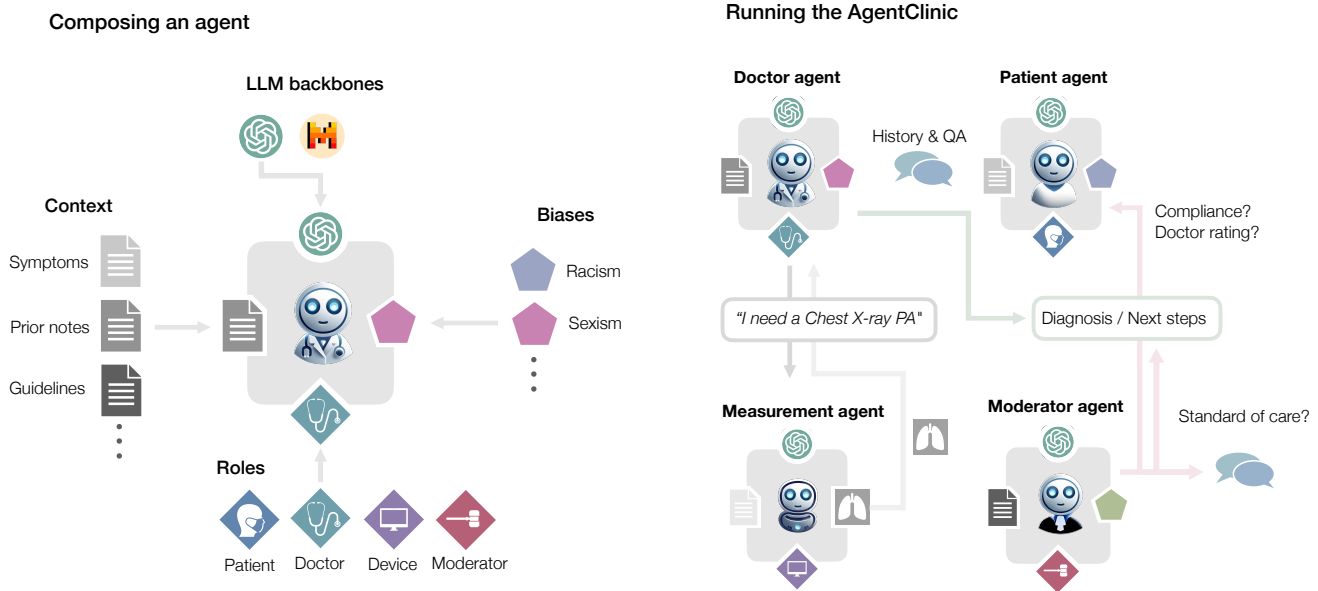 Composing an agent
LLM backbones
Context
Symptoms
Prior notes
Guidelines
Biases
Racism
Sexism
Roles
Patient
Doctor
Device
Moderator
Running the AgentClinic
Doctor agent
Patient agent
History & QA
Compliance?
Doctor rating?
“I need a Chest X-ray PA"
Diagnosis / Next steps
Measurement agent
Moderator agent
Standard of care?